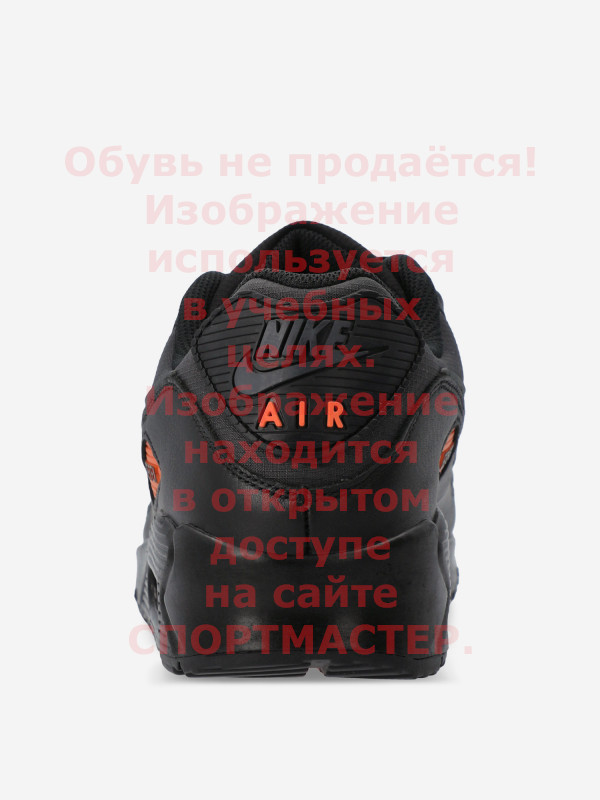 Обувь не продаётся!
Изображение
используется
в учебных
целях.
NIKE
Изображение
AIR
находится
в открытом
доступе
на сайте
СПОРТМАСТЕР.